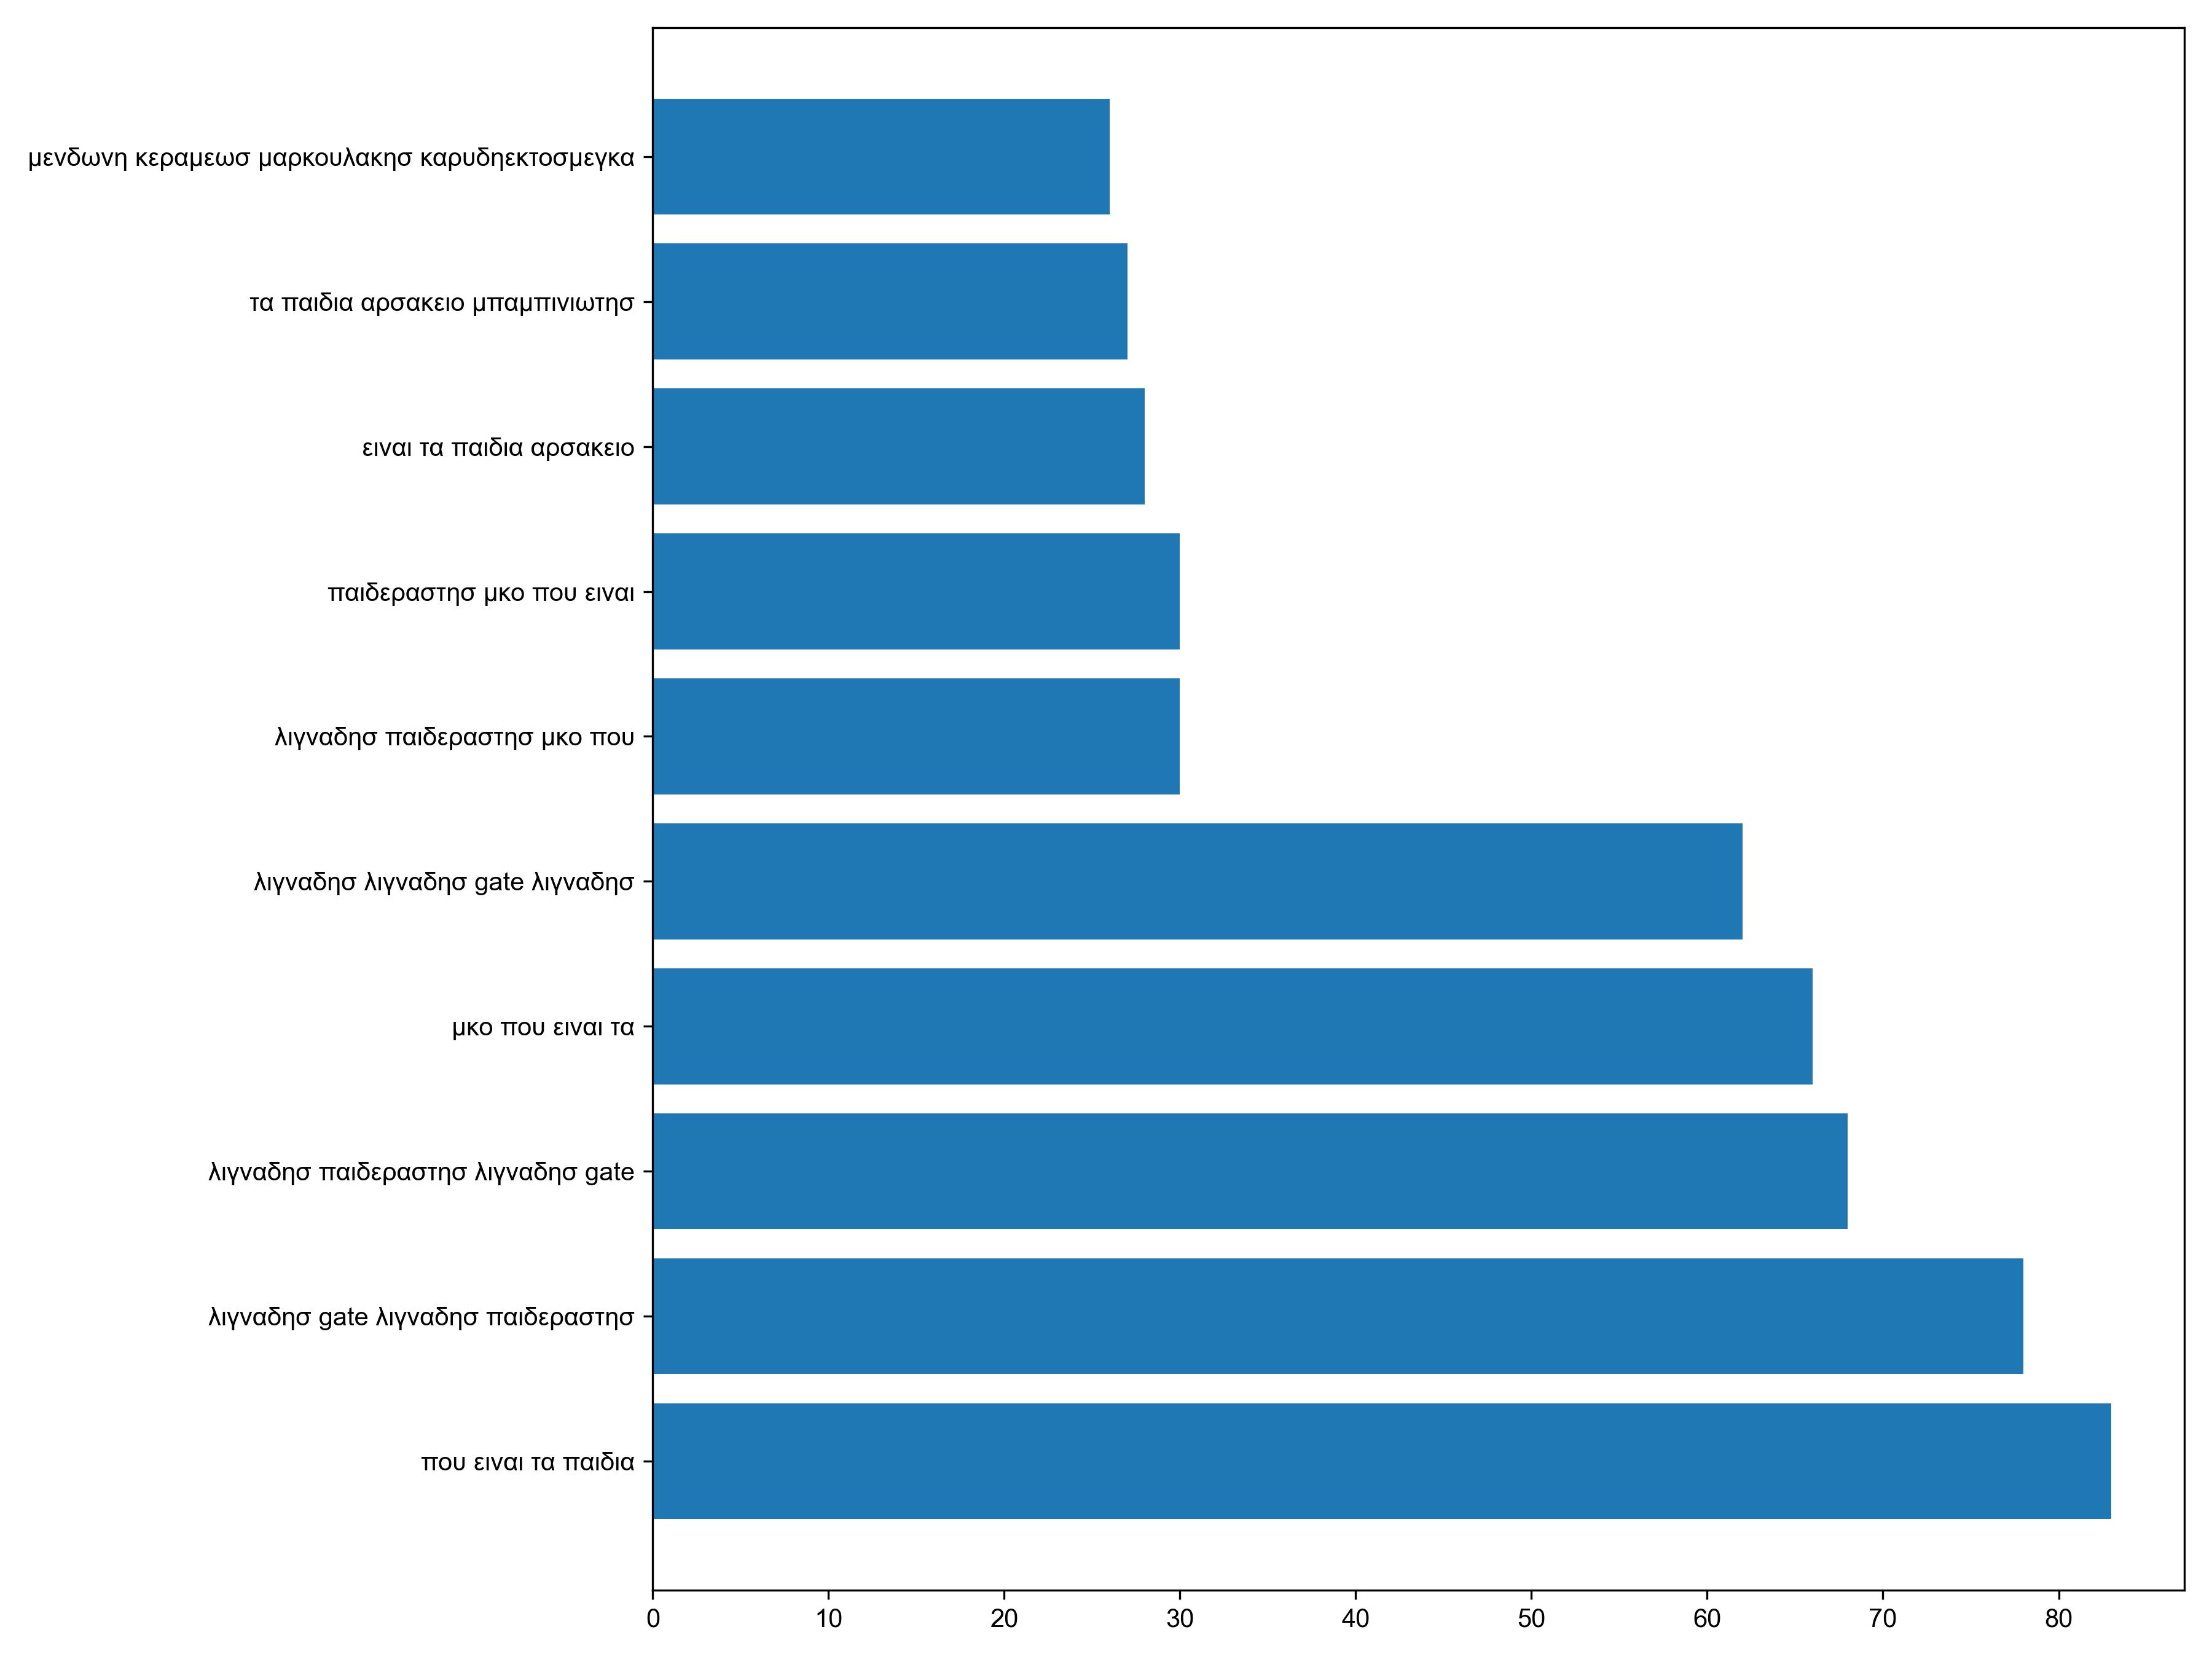 μενδωνη κεραμεωσ μαρκουλακησ καρυδηεκτοσμεγκα
τα παιδια αρσακειο μπαμπινιωτησ
ειναι τα παιδια αρσακειο
παιδεραστησ μκο που ειναι
λιγναδησ παιδεραστησ μκο που
λιγναδησ λιγναδησ gate λιγναδησ
μκο που ειναι τα
λιγναδησ παιδεραστησ λιγναδησ gate
λιγναδησ gate λιγναδησ παιδεραστησ
που ειναι τα παιδια
0 10 20 30 40 50 60 70 80